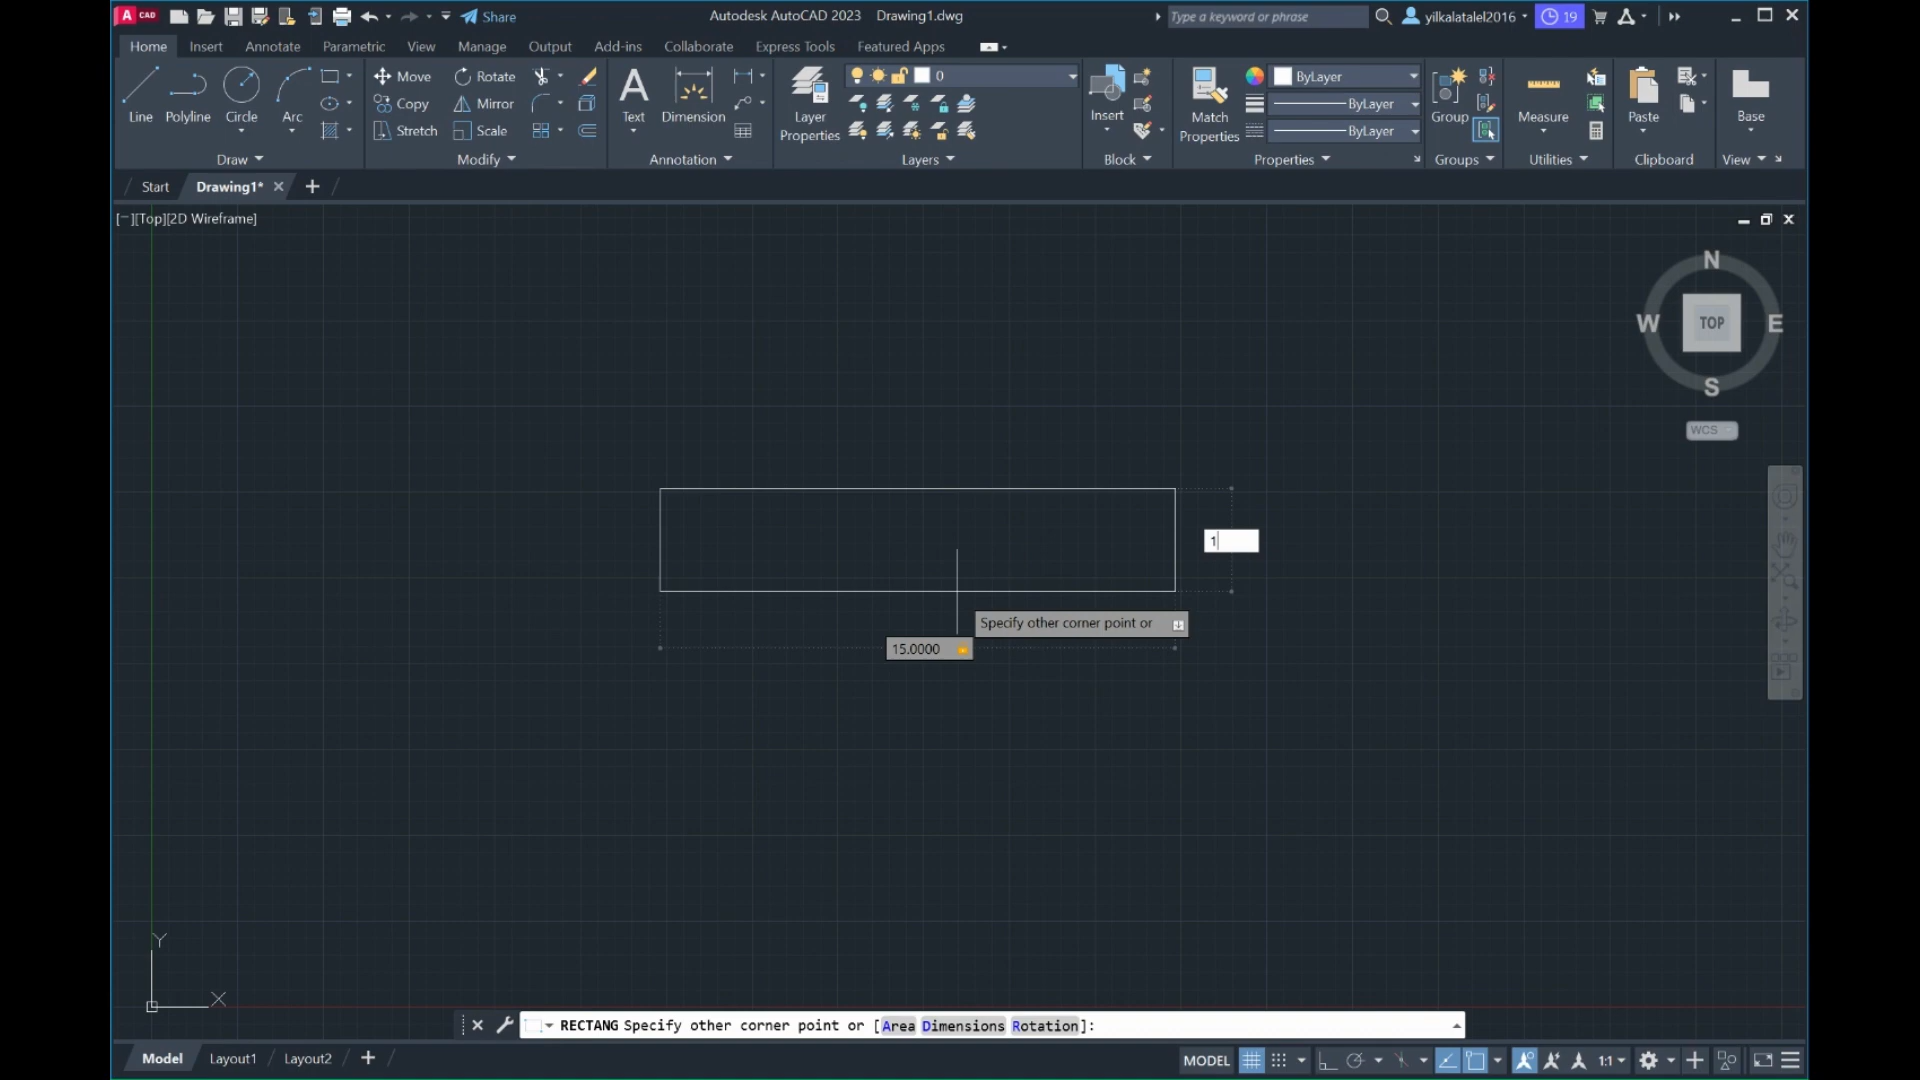 A CAD
Share
Autodesk AutoCAD 2023 Drawing1.dwg
Type a keyword or phrase
yilkalatalel2016
19
Home Insert Annotate Parametric View Manage Output Add-ins Collaborate Express Tools Featured Apps
Line
Polyline
Circle
Arc
Draw
Move
Rotate
Copy
Mirror
Stretch
Scale
Modify
Text
Dimension
Annotation
Layer
Properties
0
Layers
Insert
Block
Match
Properties
ByLayer
ByLayer
ByLayer
Properties
Group
Groups
Measure
Utilities
Paste
Clipboard
Base
View
Start
Drawing1*
[−][Top][2D Wireframe]
N
W
TOP
E
S
WCS
1
Specify other corner point or
15.0000
Y
X
RECTANG Specify other corner point or [Area Dimensions Rotation]:
Model
Layout1
Layout2
MODEL
1:1